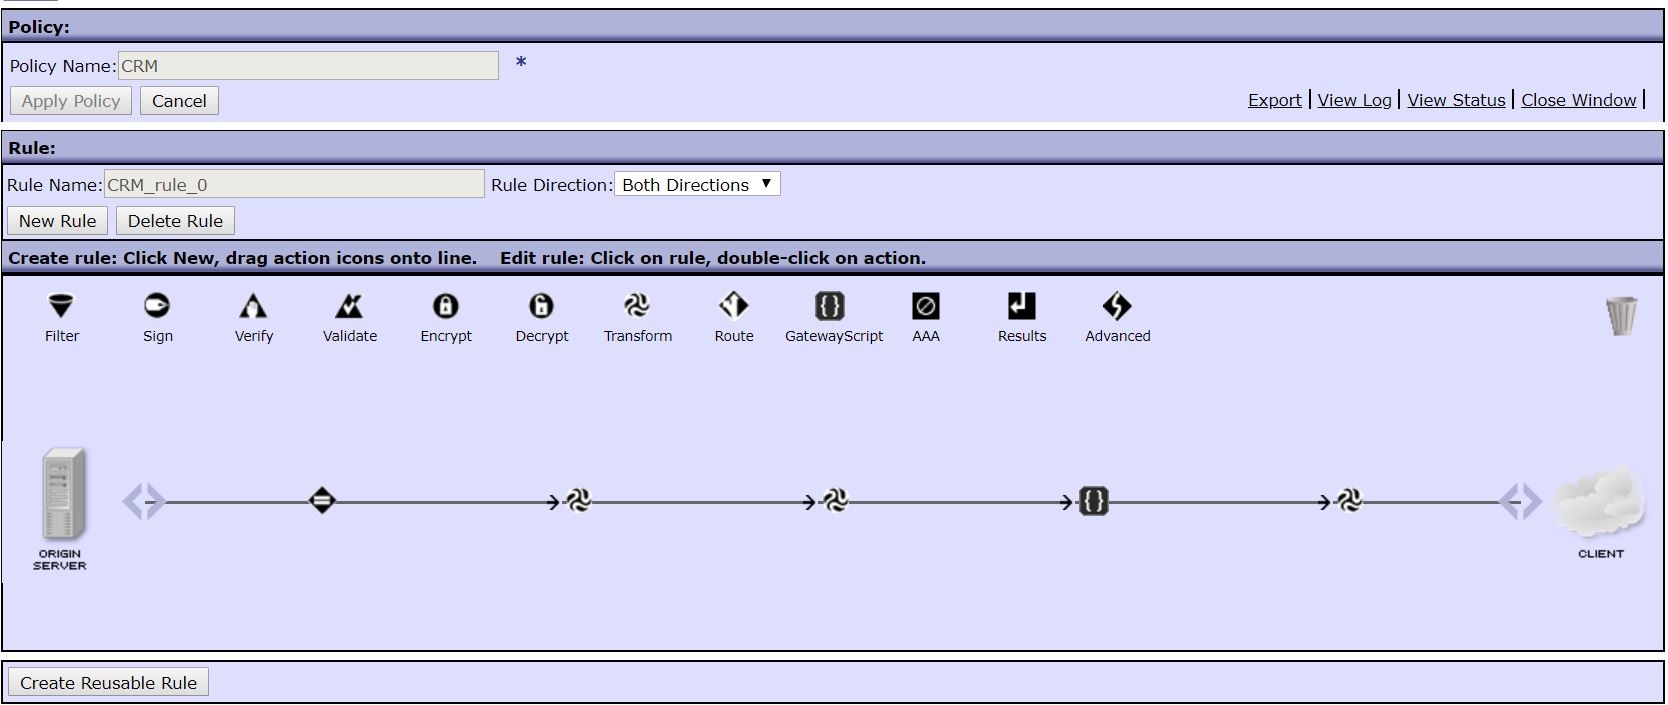 Policy:
Policy Name: CRM *
Apply Policy Cancel Export | View Log | View Status | Close Window |
Rule:
Rule Name: CRM_rule_0 Rule Direction: Both Directions
New Rule Delete Rule
Create rule: Click New, drag action icons onto line. Edit rule: Click on rule, double-click on action.
Filter Sign Verify Validate Encrypt Decrypt Transform Route GatewayScript AAA Results Advanced
ORIGIN
SERVER
CLIENT
Create Reusable Rule